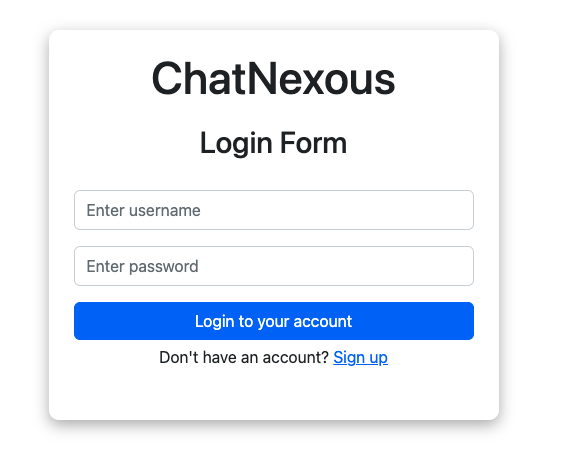 ChatNexous
Login Form
Enter username
Enter password
Login to your account
Don't have an account? Sign up